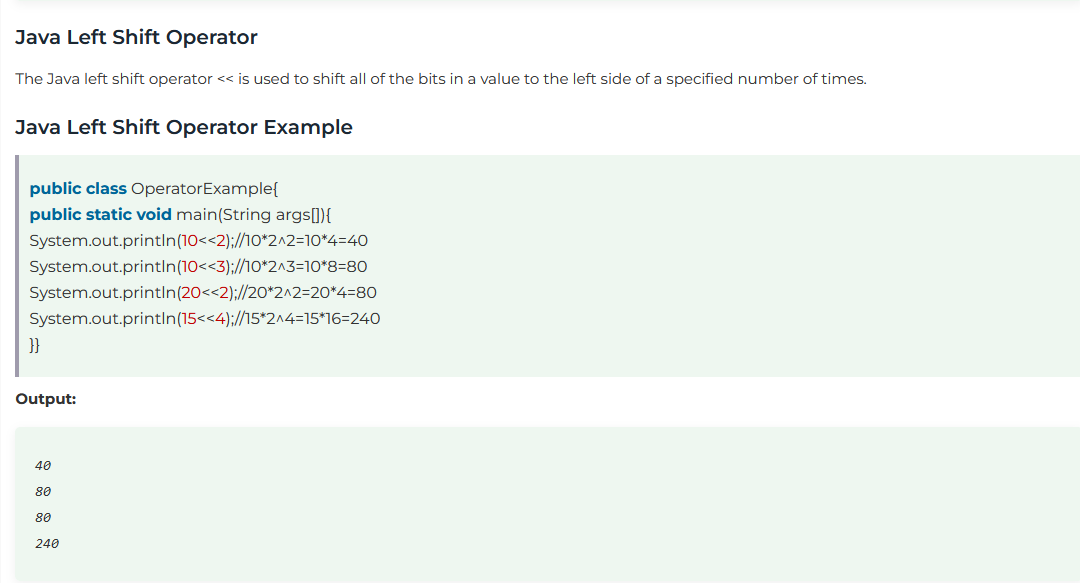 Java Left Shift Operator
The Java left shift operator << is used to shift all of the bits in a value to the left side of a specified number of times.
Java Left Shift Operator Example
public class OperatorExample{
public static void main(String args[]){
System.out.println(10<<2);//10*2^2=10*4=40
System.out.println(10<<3);//10*2^3=10*8=80
System.out.println(20<<2);//20*2^2=20*4=80
System.out.println(15<<4);//15*2^4=15*16=240
}}
Output:
40
80
80
240